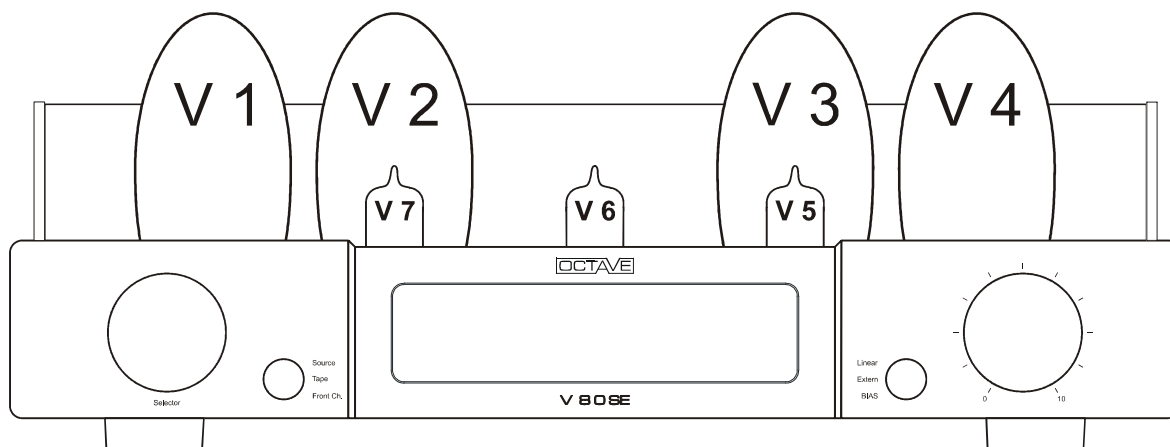 V 1
V 2
V 3
V 4
V 7
V 6
V 5
OCTAVE
Source
Tape
Front Ch.
Selector
V 80SE
Linear
Extern
BIAS
0
10